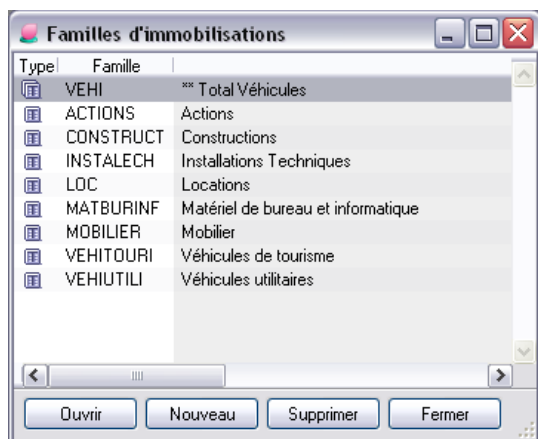 Familles d'immobilisations
Type Famille
VEHI ** Total Véhicules
ACTIONS Actions
CONSTRUCT Constructions
INSTALECH Installations Techniques
LOC Locations
MATBURINF Matériel de bureau et informatique
MOBILIER Mobilier
VEHITOURI Véhicules de tourisme
VEHIUTILI Véhicules utilitaires
Ouvrir Nouveau Supprimer Fermer